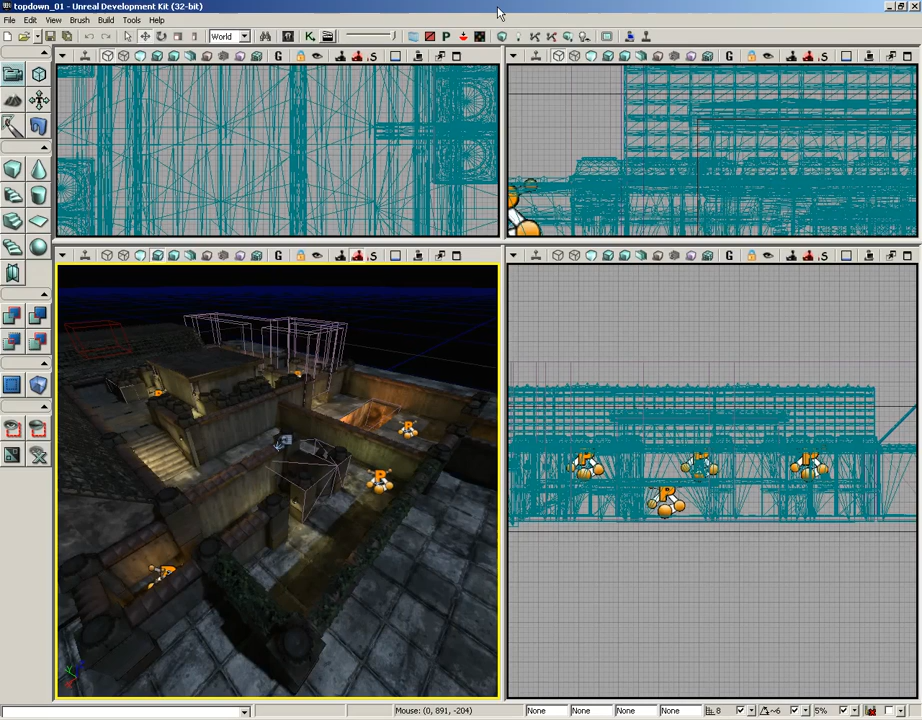 topdown_01 - Unreal Development Kit (32-bit)
File Edit View Brush Build Tools Help
World
G
S
G
S
G
S
G
S
P
P
P
P
P
P
None None None None
Mouse: (0, 891, -204)
8
~6
5%